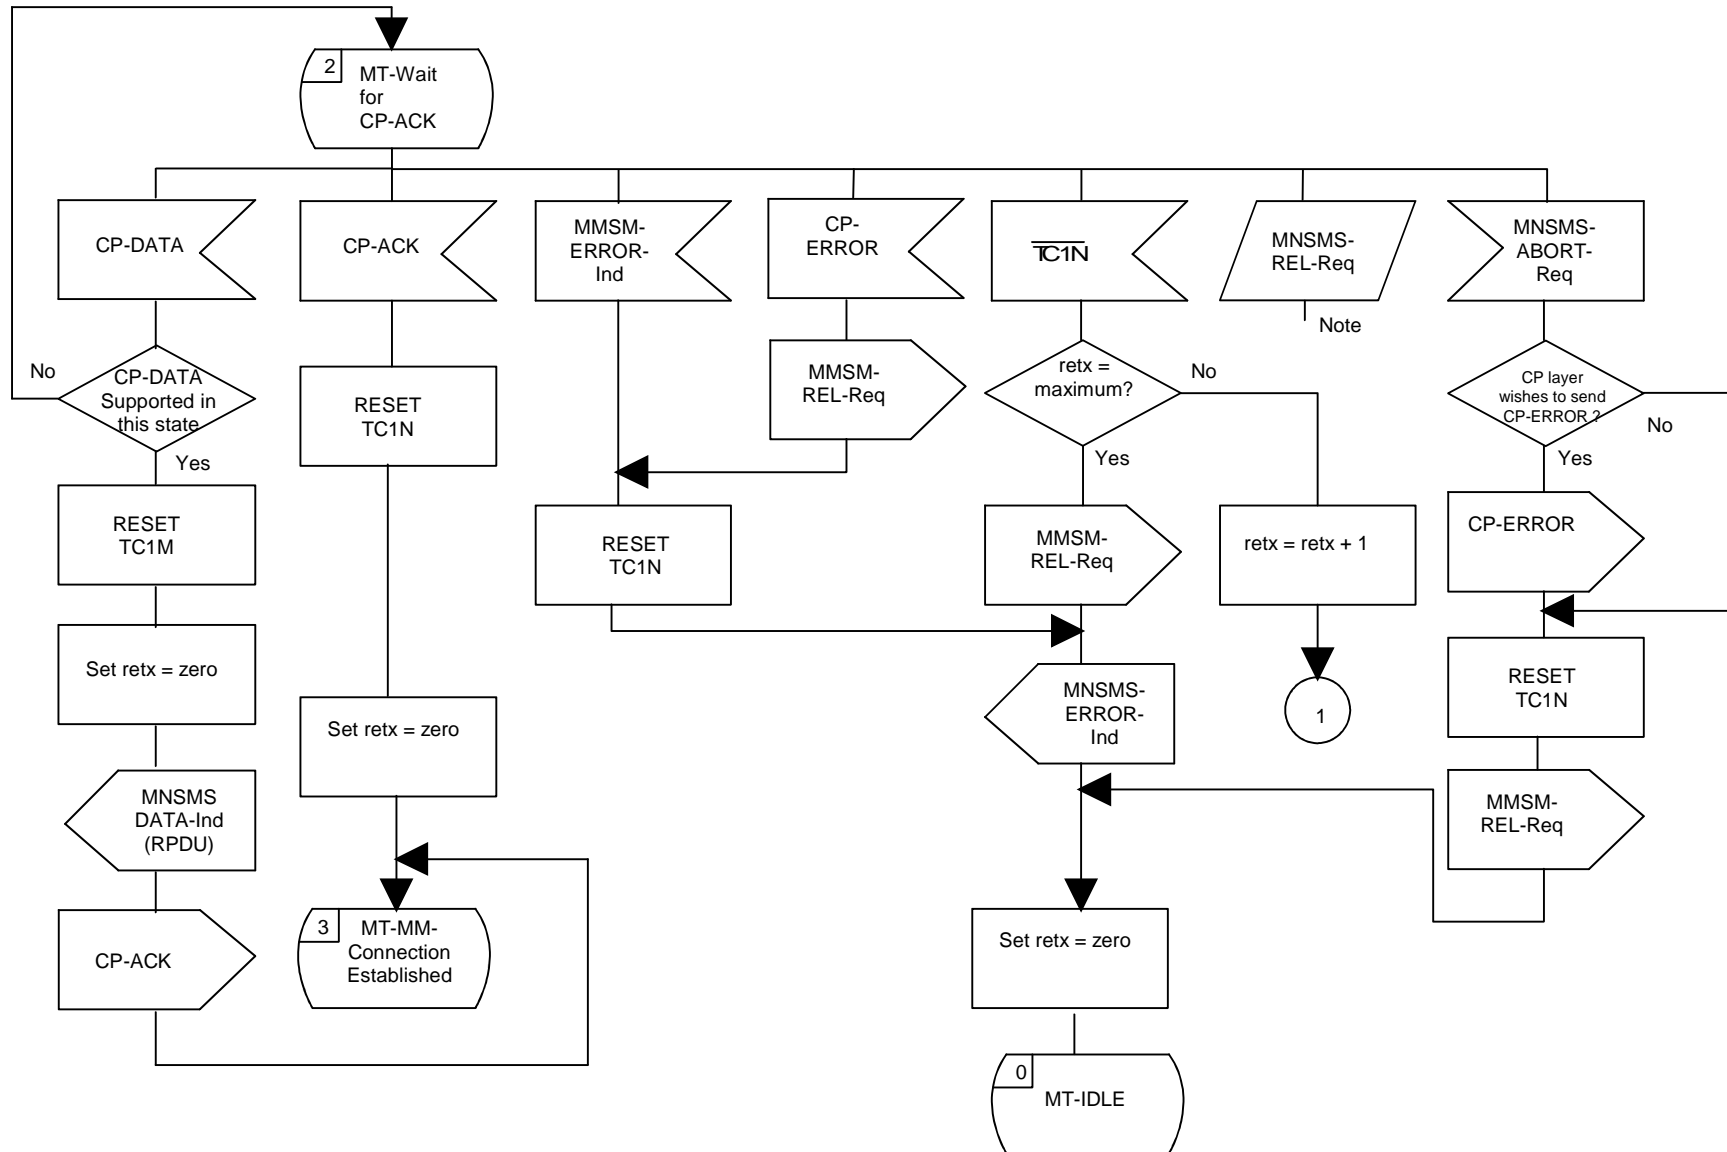 2
MT-Wait
for
CP-ACK
CP-DATA
CP-ACK
MMSM-
ERROR-
Ind
CP-
ERROR
TC1N
MNSMS-
REL-Req
MNSMS-
ABORT-
Req
Note
No
CP-DATA
Supported in
this state
Yes
RESET
TC1N
MMSM-
REL-Req
retx =
maximum?
No
Yes
CP layer
wishes to send
CP-ERROR ?
No
Yes
RESET
TC1M
RESET
TC1N
MMSM-
REL-Req
retx = retx + 1
CP-ERROR
Set retx = zero
Set retx = zero
MNSMS-
ERROR-
Ind
1
RESET
TC1N
MNSMS
DATA-Ind
(RPDU)
MMSM-
REL-Req
CP-ACK
3
MT-MM-
Connection
Established
Set retx = zero
0
MT-IDLE